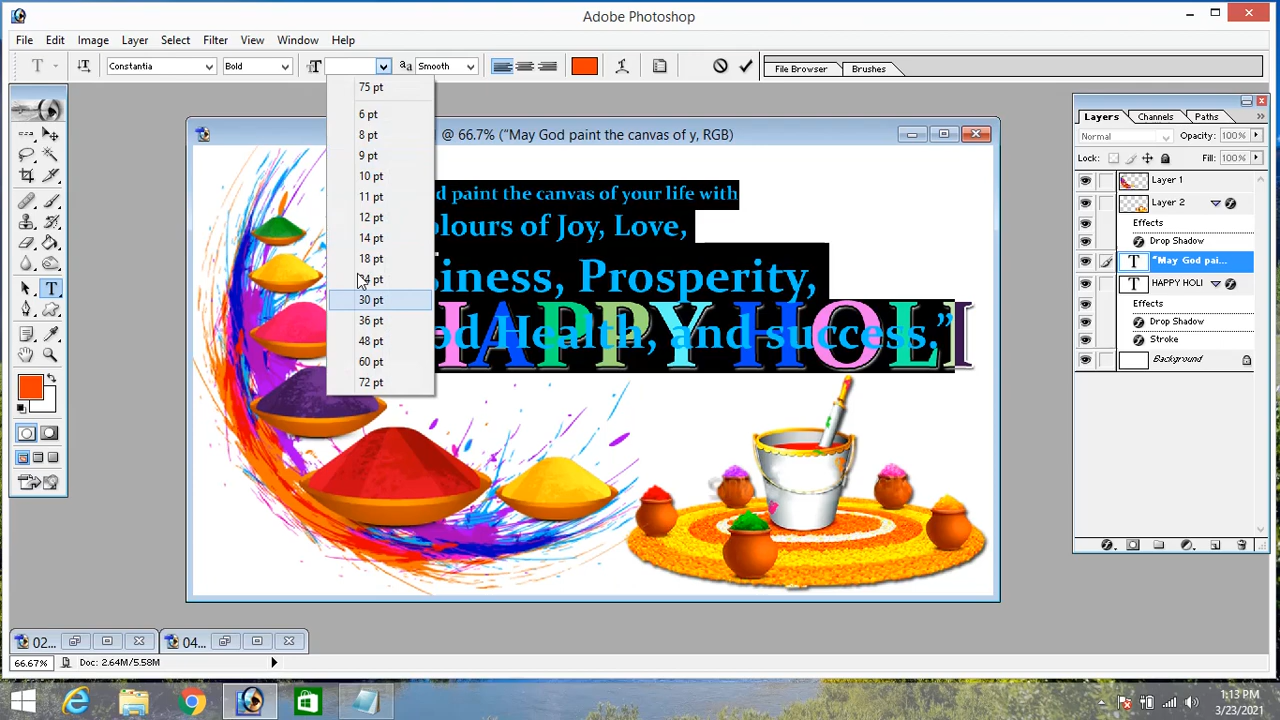 Adobe Photoshop
File Edit Image Layer Select Filter View Window Help
T Constantia Bold Smooth File Browser Brushes
75 pt
6 pt
8 pt
9 pt
10 pt
11 pt
12 pt
14 pt
18 pt
30 pt
36 pt
48 pt
60 pt
72 pt
@ 66.7% (“May God paint the canvas of y, RGB)
d paint the canvas of your life with
lours of Joy, Love,
iness, Prosperity,
od Health, and success.”
HAPPY HOLI
Layers Channels Paths
Normal Opacity: 100%
Lock: Fill: 100%
Layer 1
Layer 2
Effects
Drop Shadow
T “May God pai...
T HAPPY HOLI
Effects
Drop Shadow
Stroke
Background
02... 04...
66.67% Doc: 2.64M/5.58M
1:13 PM
3/23/2021